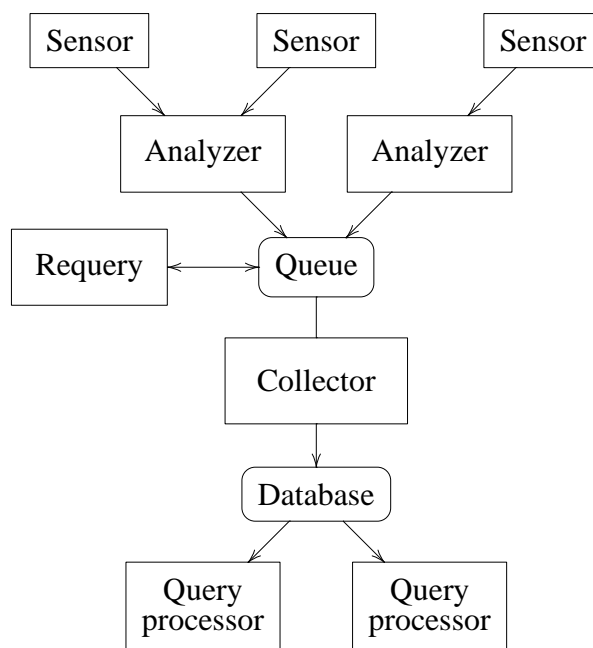 Sensor
Sensor
Sensor
Analyzer
Analyzer
Requery
Queue
Collector
Database
Query
processor
Query
processor